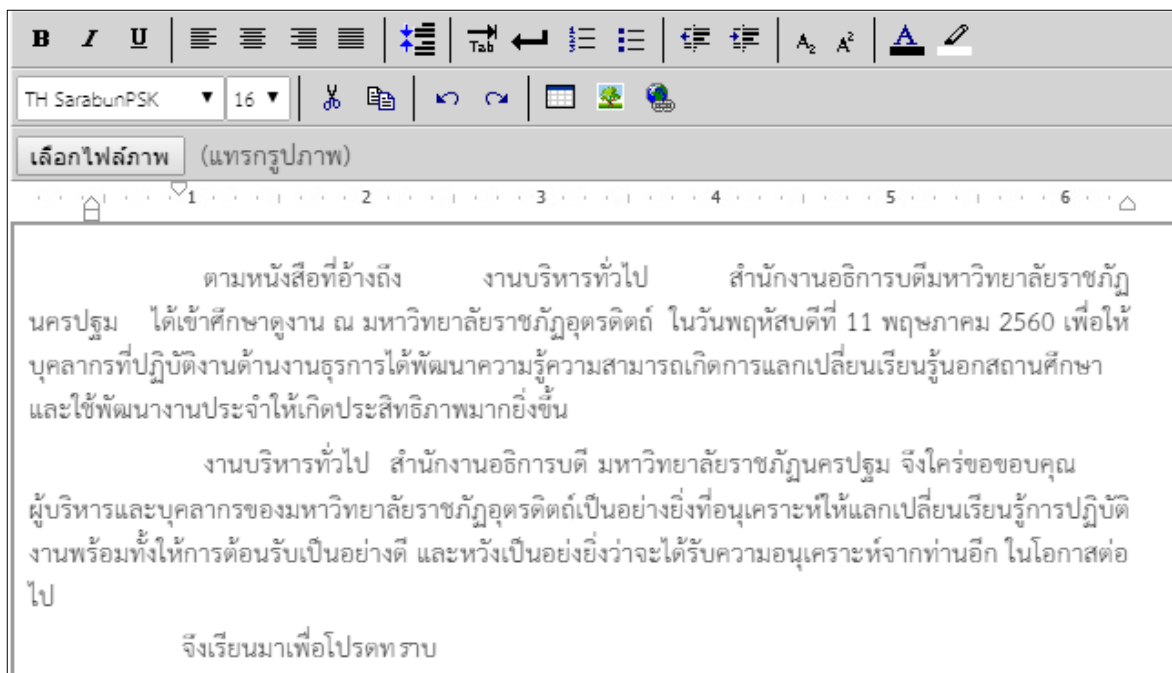 B I U Tab A2 A2 A
TH SarabunPSK 16
เลือกไฟล์ภาพ (แทรกรูปภาพ)
1 2 3 4 5 6
ตามหนังสือที่อ้างถึง งานบริหารทั่วไป สำนักงานอธิการบดีมหาวิทยาลัยราชภัฏ
นครปฐม ได้เข้าศึกษาดูงาน ณ มหาวิทยาลัยราชภัฏอุตรดิตถ์ ในวันพฤหัสบดีที่ 11 พฤษภาคม 2560 เพื่อให้
บุคลากรที่ปฏิบัติงานด้านงานธุรการได้พัฒนาความรู้ความสามารถเกิดการแลกเปลี่ยนเรียนรู้นอกสถานศึกษา
และใช้พัฒนางานประจำให้เกิดประสิทธิภาพมากยิ่งขึ้น
งานบริหารทั่วไป สำนักงานอธิการบดี มหาวิทยาลัยราชภัฏนครปฐม จึงใคร่ขอขอบคุณ
ผู้บริหารและบุคลากรของมหาวิทยาลัยราชภัฏอุตรดิตถ์เป็นอย่างยิ่งที่อนุเคราะห์ให้แลกเปลี่ยนเรียนรู้การปฏิบัติ
งานพร้อมทั้งให้การต้อนรับเป็นอย่างดี และหวังเป็นอย่งยิ่งว่าจะได้รับความอนุเคราะห์จากท่านอีก ในโอกาสต่อ
ไป
จึงเรียนมาเพื่อโปรดทราบ